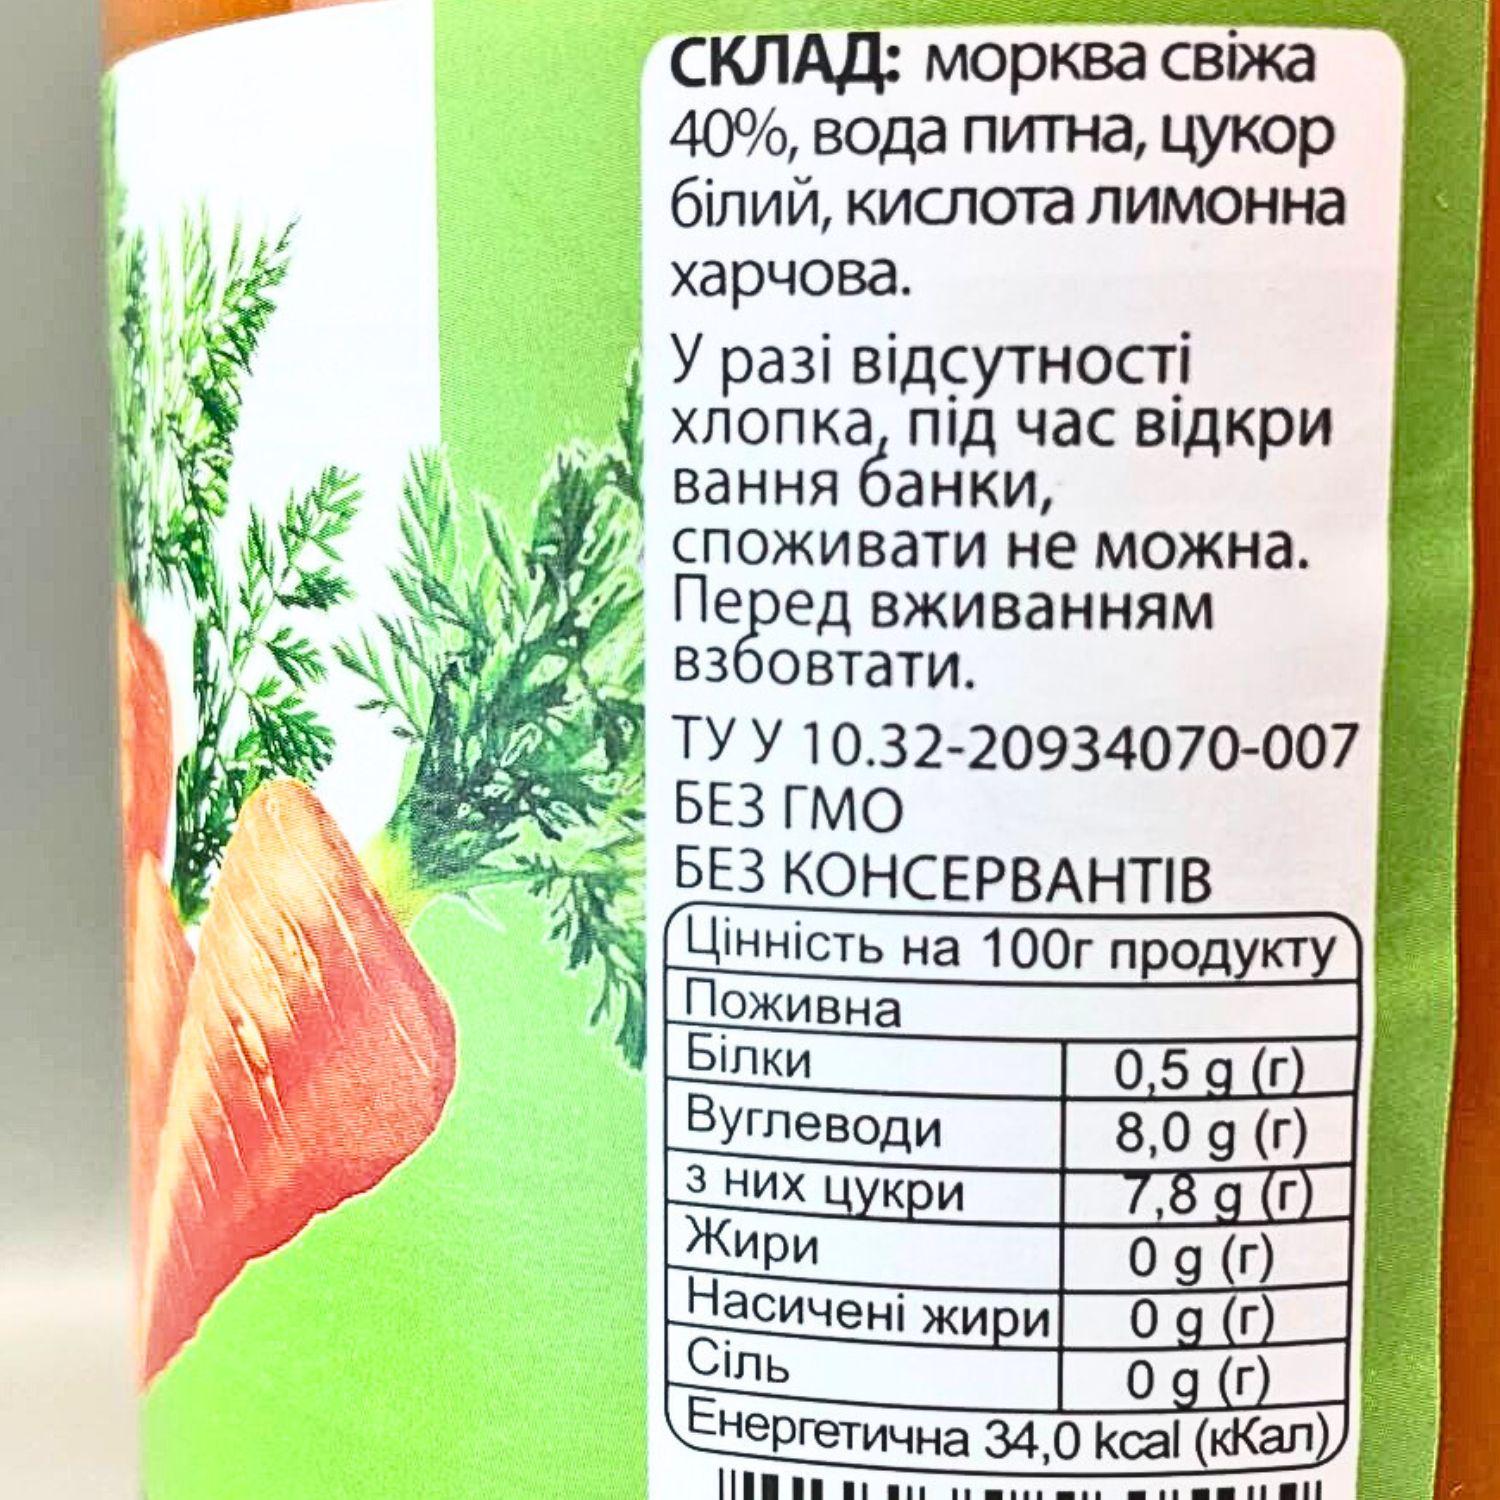 СКЛАД: морква свіжа
40%, вода питна, цукор
білий, кислота лимонна
харчова.
У разі відсутності
хлопка, під час відкри
вання банки,
споживати не можна.
Перед вживанням
взбовтати.
ТУ У 10.32-20934070-007
БЕЗ ГМО
БЕЗ КОНСЕРВАНТІВ
Цінність на 100г продукту
Поживна
Білки 0,5 g (г)
Вуглеводи 8,0 g (г)
з них цукри 7,8 g (г)
Жири 0 g (г)
Насичені жири 0 g (г)
Сіль 0 g (г)
Енергетична 34,0 kcal (кКал)